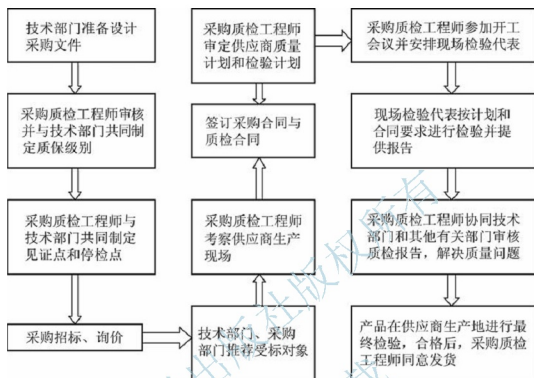 技术部门准备设计
采购文件
采购质检工程师审核
并与技术部门共同制
定质保级别
采购质检工程师与
技术部门共同制定
见证点和停检点
采购招标、询价
技术部门、采购
部门推荐受标对象
采购质检工程师
考察供应商生产
现场
签订采购合同与
质检合同
采购质检工程师
审定供应商质量
计划和检验计划
采购质检工程师参加开工
会议并安排现场检验代表
现场检验代表按计划和
合同要求进行检验并提
供报告
采购质检工程师协同技术
部门和其他有关部门审核
质检报告，解决质量问题
产品在供应商生产地进行最
终检验，合格后，采购质检
工程师同意发货
出版社版权所有